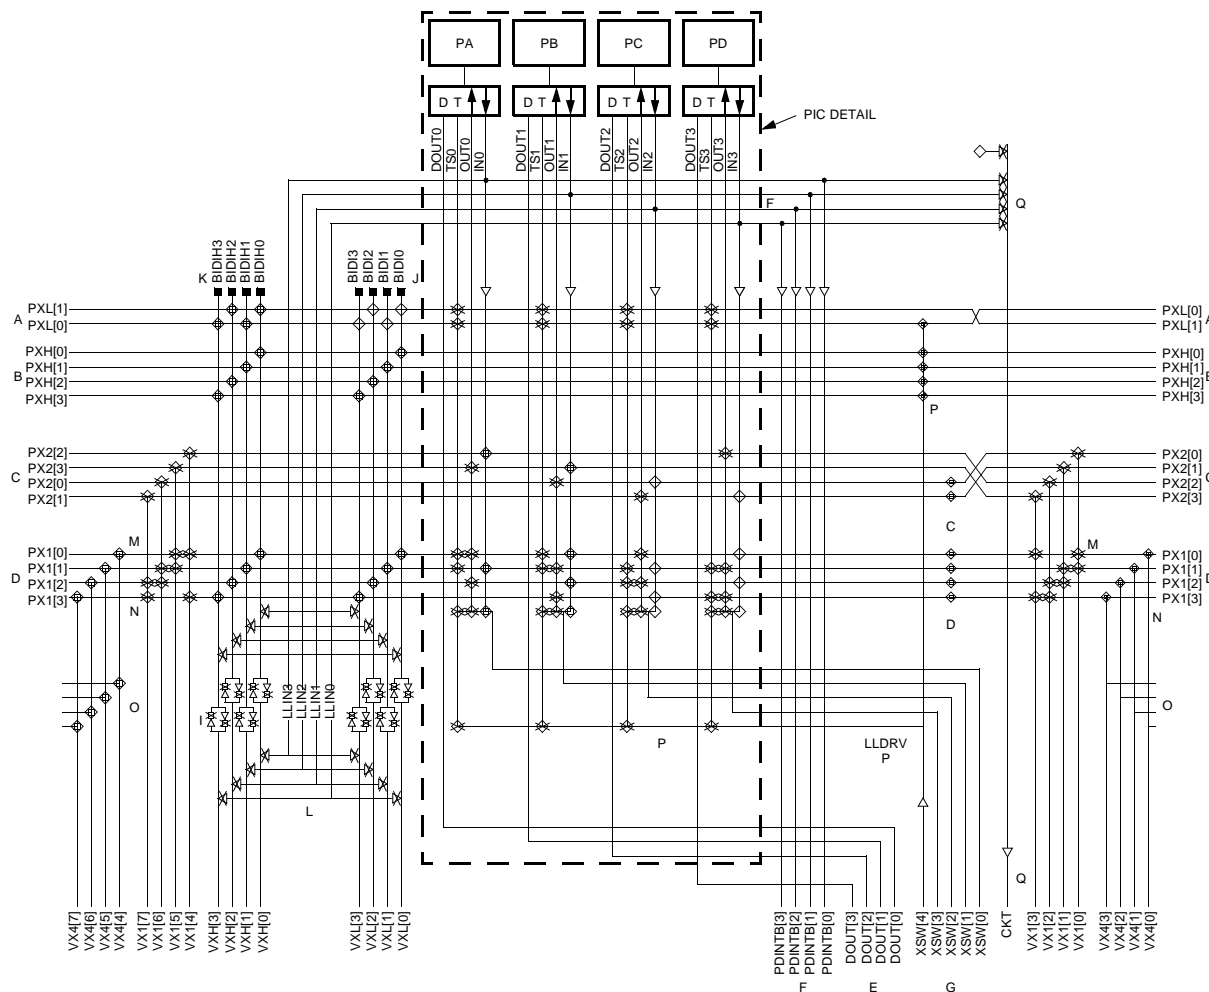 PA PB PC PD
D T D T D T D T
PIC DETAIL
DOUT0 TS0 OUT0 IN0 DOUT1 TS1 OUT1 IN1 DOUT2 TS2 OUT2 IN2 DOUT3 TS3 OUT3 IN3
F Q
K BIDIH3 BIDIH2 BIDIH1 BIDIH0 BIDI3 BIDI2 BIDI1 BIDI0 J
PXL[1] PXL[0]
A PXL[0] PXL[1] A
PXH[0] PXH[0]
PXH[1] PXH[1]
B PXH[2] PXH[2] B
PXH[3] PXH[3]
P
PX2[2] PX2[0]
PX2[3] PX2[1]
C PX2[0] PX2[2] C
PX2[1] PX2[3]
C
M M
PX1[0] PX1[0]
PX1[1] PX1[1]
D PX1[2] PX1[2] D
PX1[3] PX1[3]
N D N
LLIN3 LLIN2 LLIN1 LLIN0
O I O
P LLDRV
P
L
Q
VX4[7] VX4[6] VX4[5] VX4[4] VX1[7] VX1[6] VX1[5] VX1[4] VXH[3] VXH[2] VXH[1] VXH[0] VXL[3] VXL[2] VXL[1] VXL[0] PDINTB[3] PDINTB[2] PDINTB[1] PDINTB[0] DOUT[3] DOUT[2] DOUT[1] DOUT[0] XSW[4] XSW[3] XSW[2] XSW[1] XSW[0] CKT VX1[3] VX1[2] VX1[1] VX1[0] VX4[3] VX4[2] VX4[1] VX4[0]
F E G